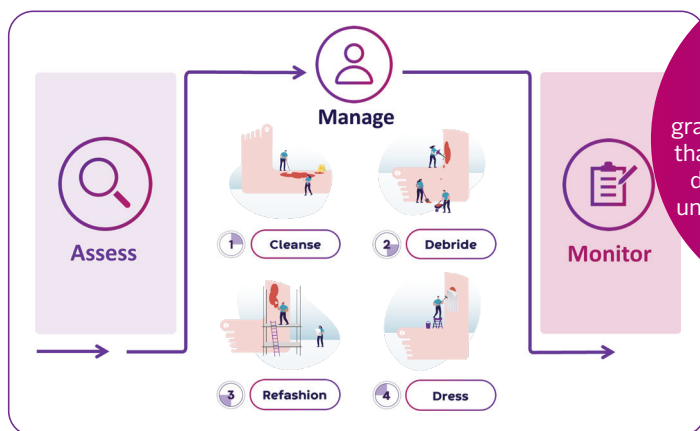 Manage
Assess
1 Cleanse
2 Debride
3 Refashion
4 Dress
Monitor